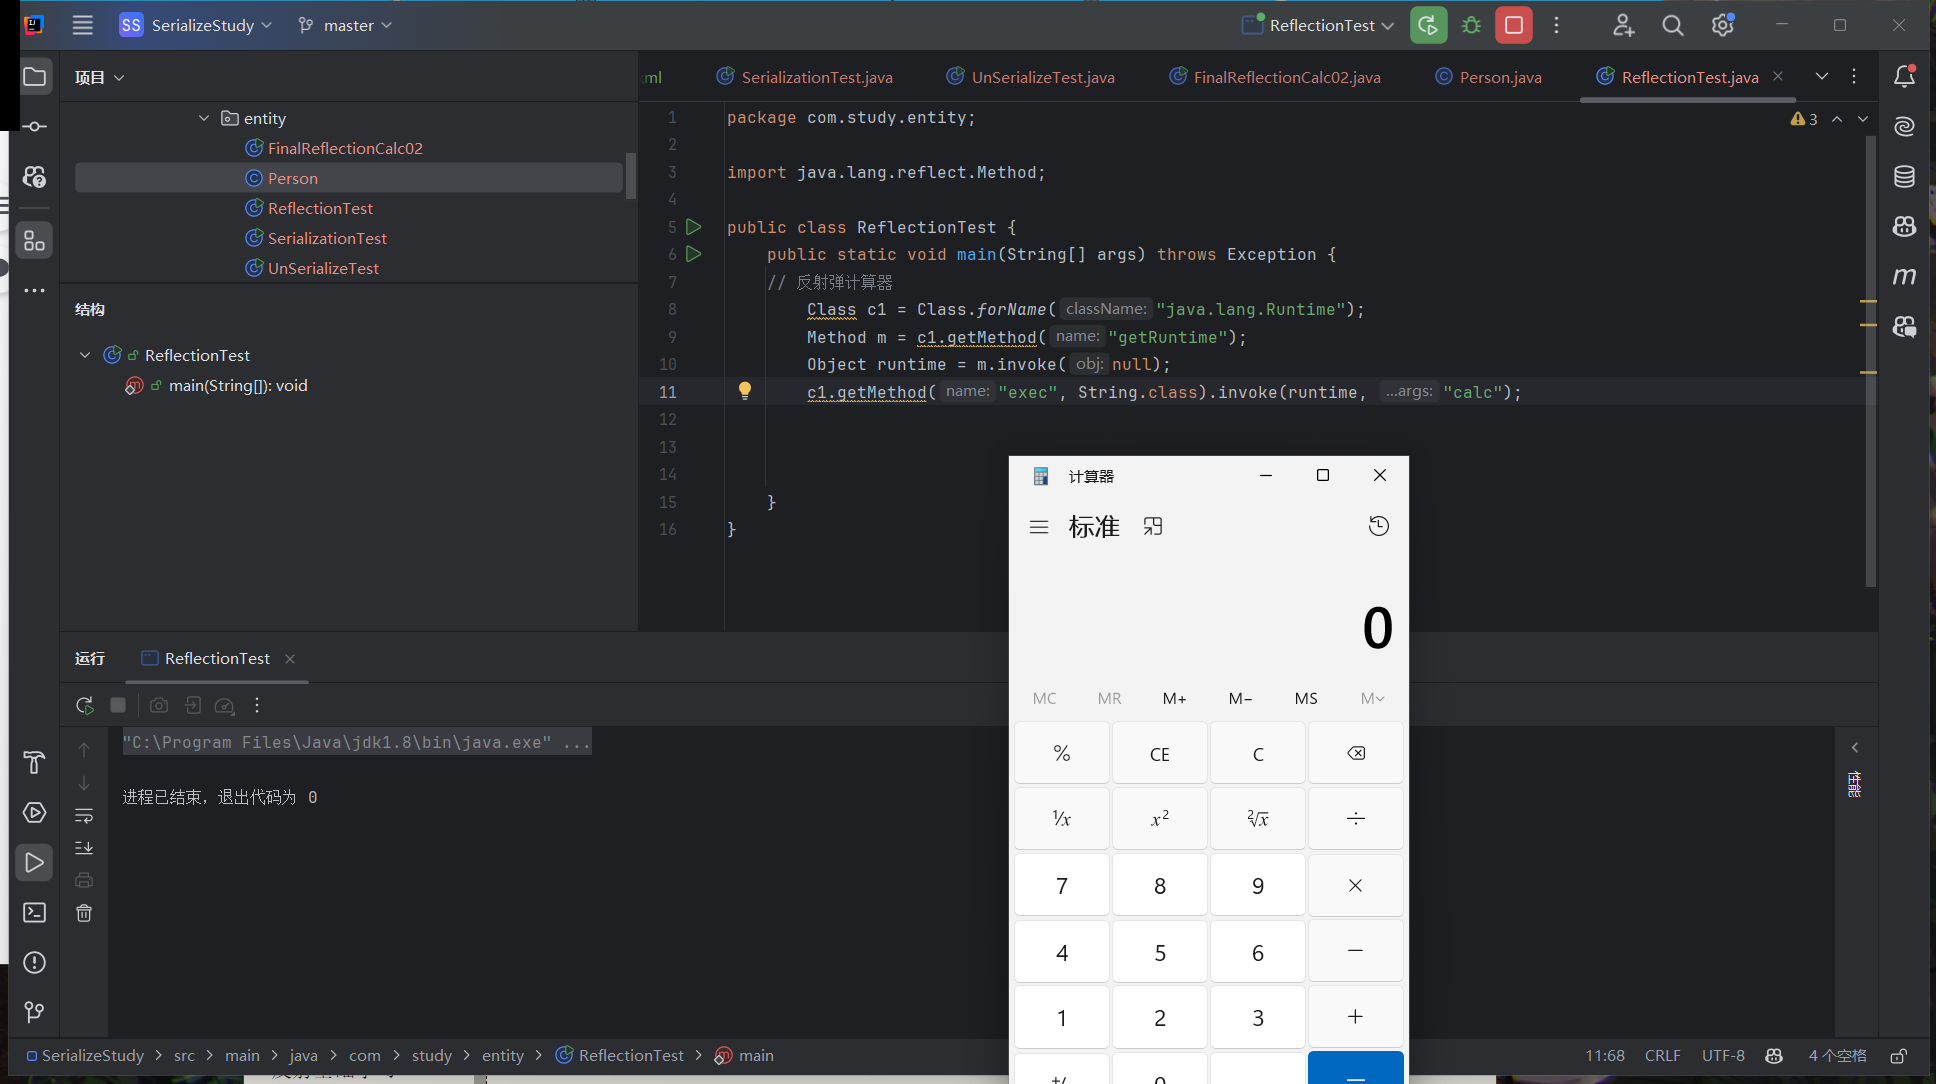 SS SerializeStudy
master
ReflectionTest
项目
xml
SerializationTest.java
UnSerializeTest.java
FinalReflectionCalc02.java
Person.java
ReflectionTest.java
entity
FinalReflectionCalc02
Person
ReflectionTest
SerializationTest
UnSerializeTest
结构
ReflectionTest
main(String[]): void
3
1 package com.study.entity;
2
3 import java.lang.reflect.Method;
4
5 public class ReflectionTest {
6 public static void main(String[] args) throws Exception {
7 // 反射弹计算器
8 Class c1 = Class.forName( className: "java.lang.Runtime");
9 Method m = c1.getMethod( name: "getRuntime");
10 Object runtime = m.invoke( obj: null);
11 c1.getMethod( name: "exec", String.class).invoke(runtime, ...args: "calc");
12
13
14
15 }
16 }
运行
ReflectionTest
"C:\Program Files\Java\jdk1.8\bin\java.exe" ...
进程已结束，退出代码为 0
性能
计算器
标准
0
MC MR M+ M− MS M
% CE C
¹⁄x x² ²√x ÷
7 8 9 ×
4 5 6 −
1 2 3 +
+/ 0
SerializeStudy > src > main > java > com > study > entity > ReflectionTest > main
11:68 CRLF UTF-8 4 个空格